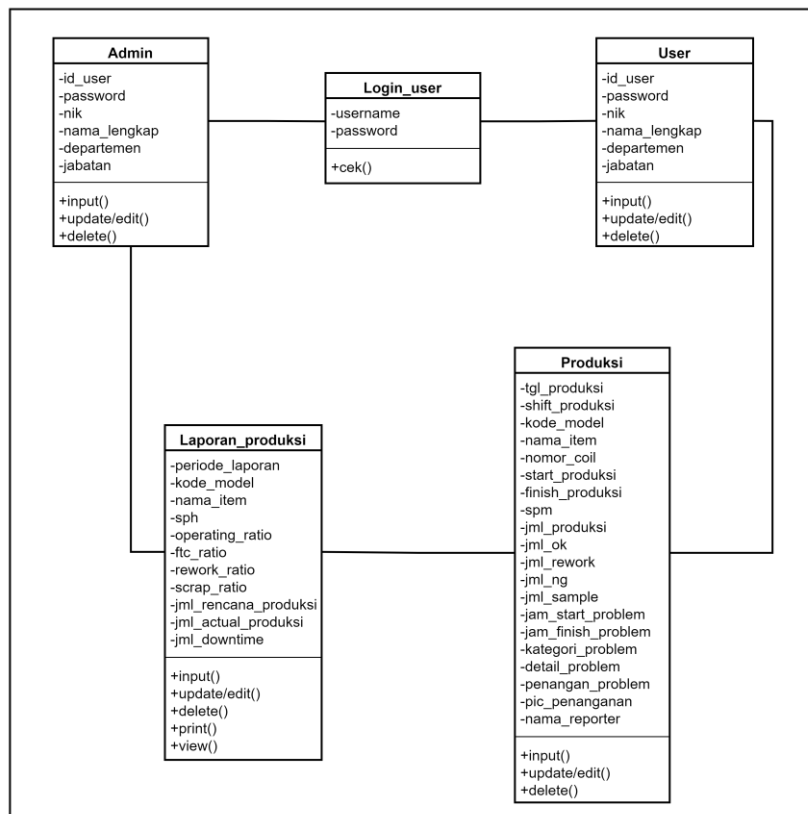 Admin
-id_user
-password
-nik
-nama_lengkap
-departemen
-jabatan
+input()
+update/edit()
+delete()
Login_user
-username
-password
+cek()
User
-id_user
-password
-nik
-nama_lengkap
-departemen
-jabatan
+input()
+update/edit()
+delete()
Laporan_produksi
-periode_laporan
-kode_model
-nama_item
-sph
-operating_ratio
-ftc_ratio
-rework_ratio
-scrap_ratio
-jml_rencana_produksi
-jml_actual_produksi
-jml_downtime
+input()
+update/edit()
+delete()
+print()
+view()
Produksi
-tgl_produksi
-shift_produksi
-kode_model
-nama_item
-nomor_coil
-start_produksi
-finish_produksi
-spm
-jml_produksi
-jml_ok
-jml_rework
-jml_ng
-jml_sample
-jam_start_problem
-jam_finish_problem
-kategori_problem
-detail_problem
-penangan_problem
-pic_penanganan
-nama_reporter
+input()
+update/edit()
+delete()